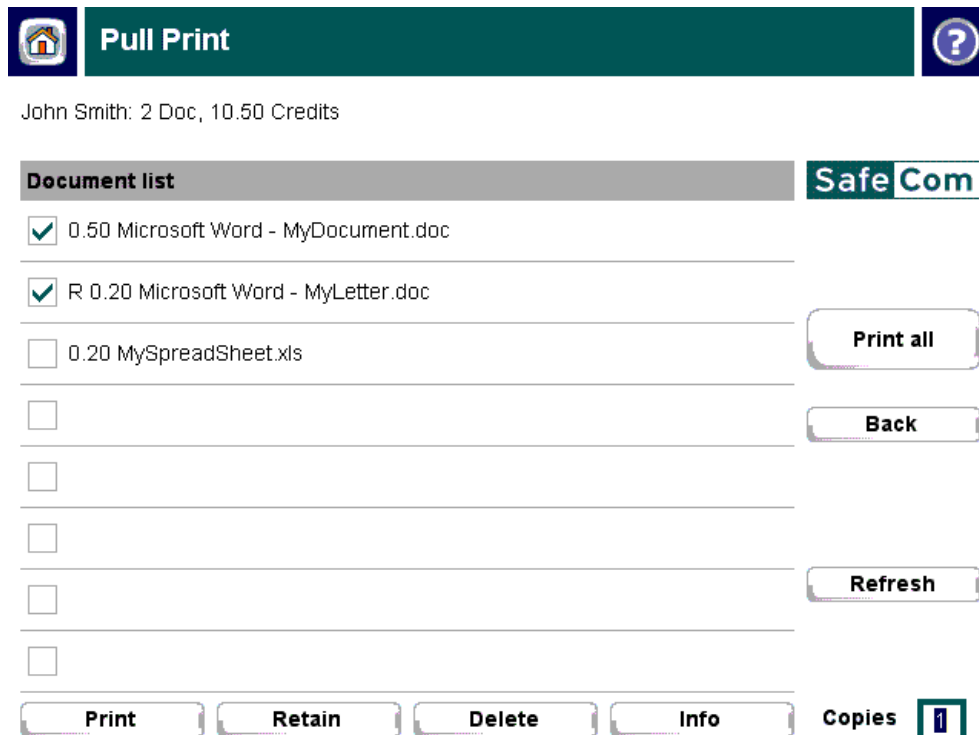 Pull Print
?
John Smith: 2 Doc, 10.50 Credits
Document list
SafeCom
0.50 Microsoft Word - MyDocument.doc
R 0.20 Microsoft Word - MyLetter.doc
0.20 MySpreadSheet.xls
Print all
Back
Refresh
Print
Retain
Delete
Info
Copies 1